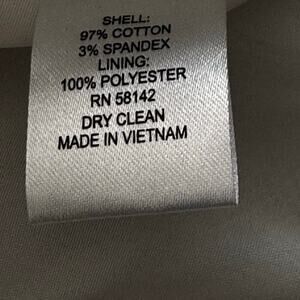 SHELL:
97% COTTON
3% SPANDEX
LINING:
100% POLYESTER
RN 58142
DRY CLEAN
MADE IN VIETNAM